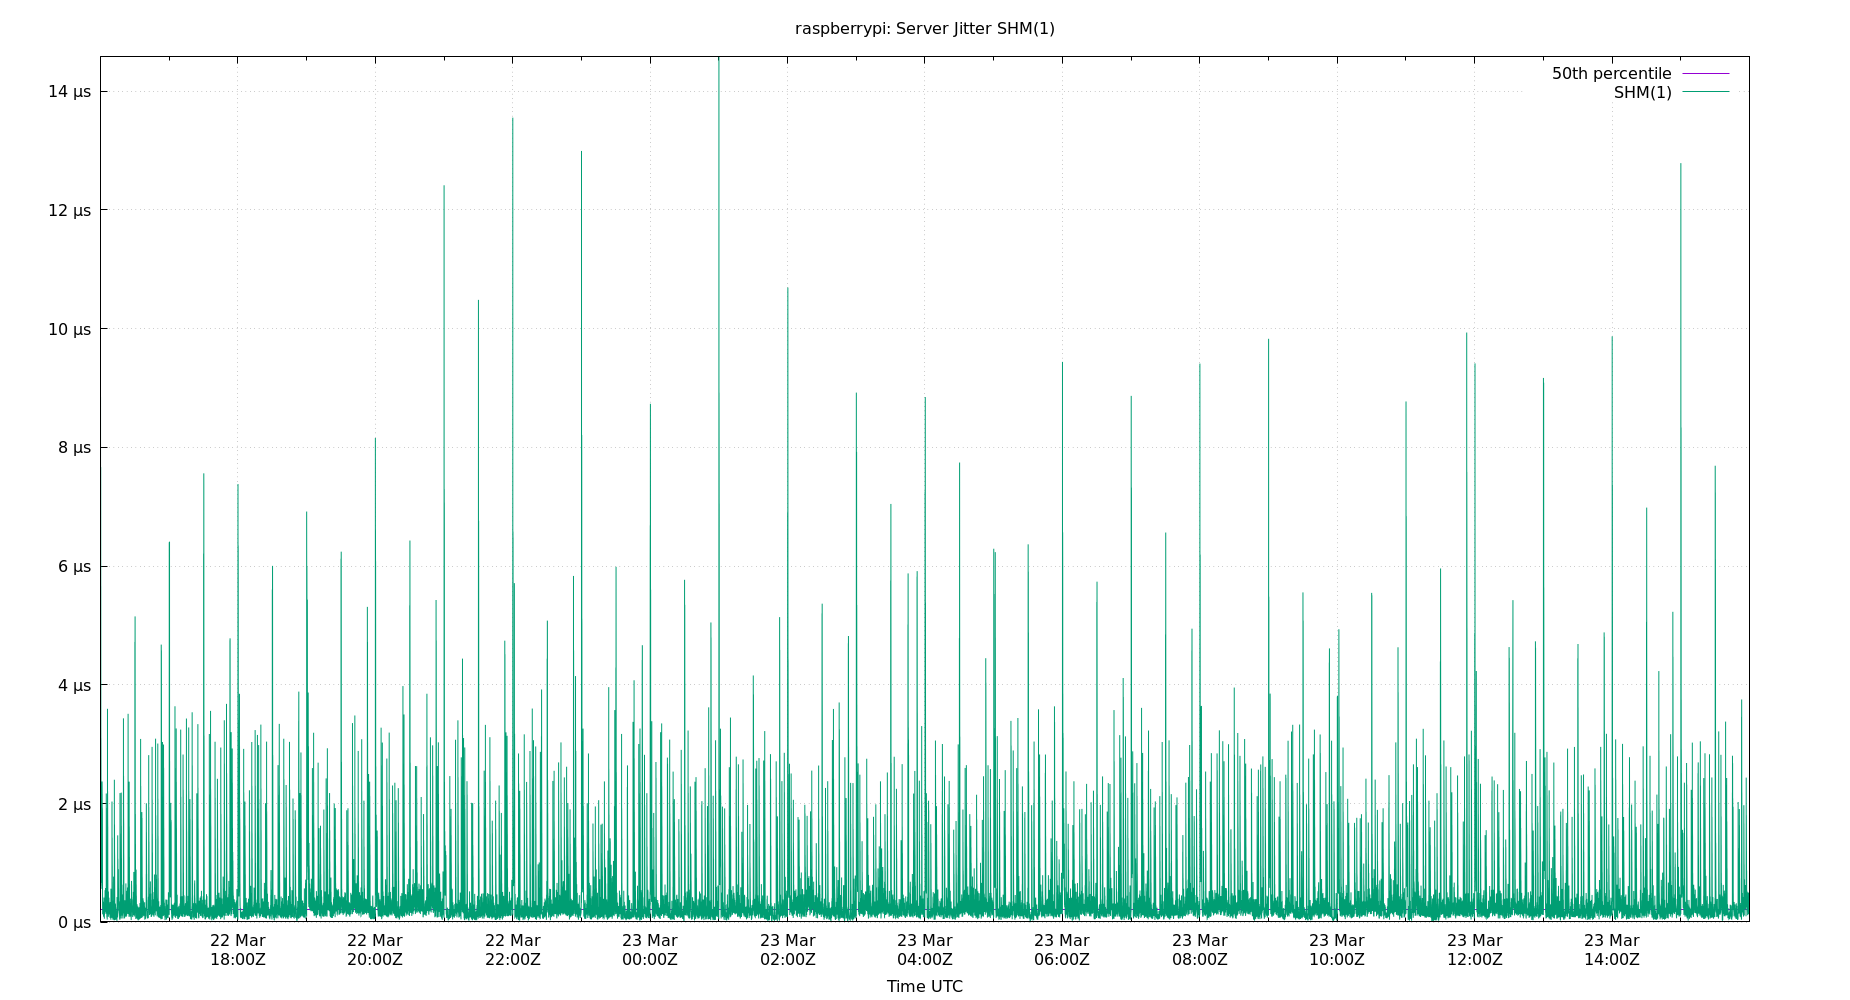 raspberrypi: Server Jitter SHM(1)
50th percentile
SHM(1)
14 µs
12 µs
10 µs
8 µs
6 µs
4 µs
2 µs
0 µs
22 Mar 22 Mar 22 Mar 23 Mar 23 Mar 23 Mar 23 Mar 23 Mar 23 Mar 23 Mar 23 Mar
18:00Z 20:00Z 22:00Z 00:00Z 02:00Z 04:00Z 06:00Z 08:00Z 10:00Z 12:00Z 14:00Z
Time UTC